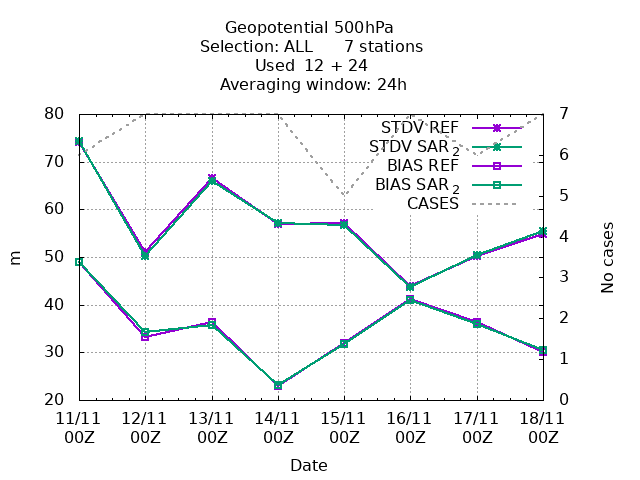 Geopotential 500hPa
Selection: ALL 7 stations
Used 12 + 24
Averaging window: 24h
80
70
60
50
40
30
20
m
7
6
5
4
3
2
1
0
No cases
STDV REF
STDV SAR 2
BIAS REF
BIAS SAR 2
CASES
11/11 12/11 13/11 14/11 15/11 16/11 17/11 18/11
00Z 00Z 00Z 00Z 00Z 00Z 00Z 00Z
Date